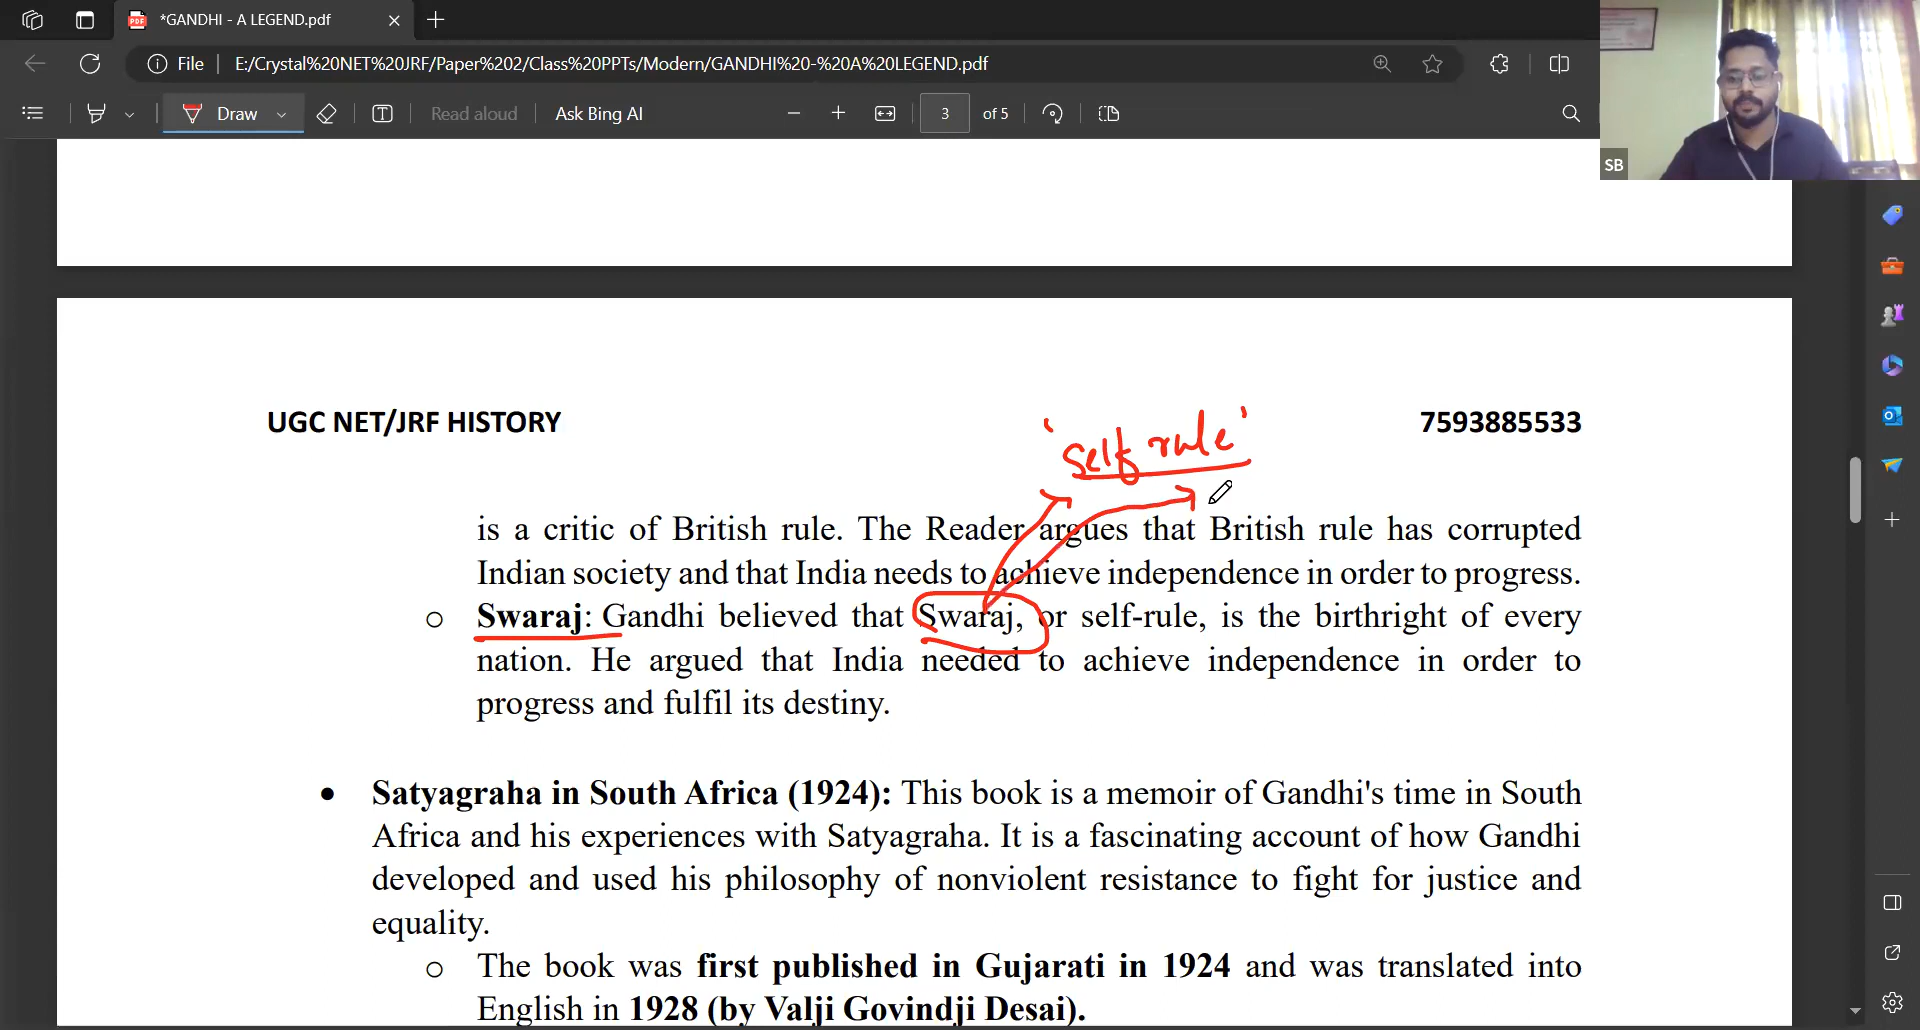 *GANDHI - A LEGEND.pdf
File | E:/Crystal%20NET%20JRF/Paper%202/Class%20PPTs/Modern/GANDHI%20-%20A%20LEGEND.pdf
Draw
Read aloud
Ask Bing AI
3 of 5
SB
UGC NET/JRF HISTORY
'self rule'
7593885533
is a critic of British rule. The Reader argues that British rule has corrupted
Indian society and that India needs to achieve independence in order to progress.
o Swaraj: Gandhi believed that Swaraj, or self-rule, is the birthright of every
nation. He argued that India needed to achieve independence in order to
progress and fulfil its destiny.
• Satyagraha in South Africa (1924): This book is a memoir of Gandhi's time in South
Africa and his experiences with Satyagraha. It is a fascinating account of how Gandhi
developed and used his philosophy of nonviolent resistance to fight for justice and
equality.
o The book was first published in Gujarati in 1924 and was translated into
English in 1928 (by Valji Govindji Desai).